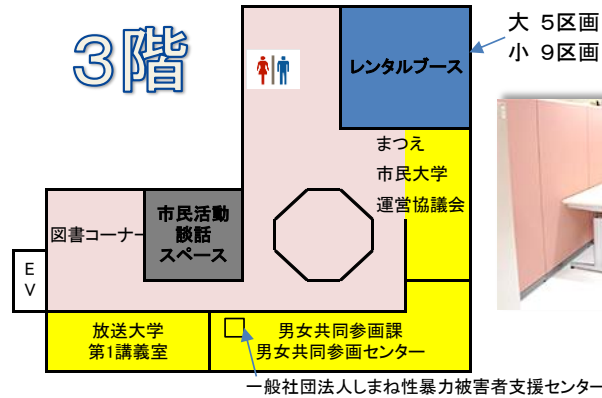 3階
大 5区画
小 9区画
レンタルブース
まつえ
市民大学
運営協議会
図書コーナー
市民活動
談話
スペース
E
V
放送大学
第1講義室
男女共同参画課
男女共同参画センター
一般社団法人しまね性暴力被害者支援センター